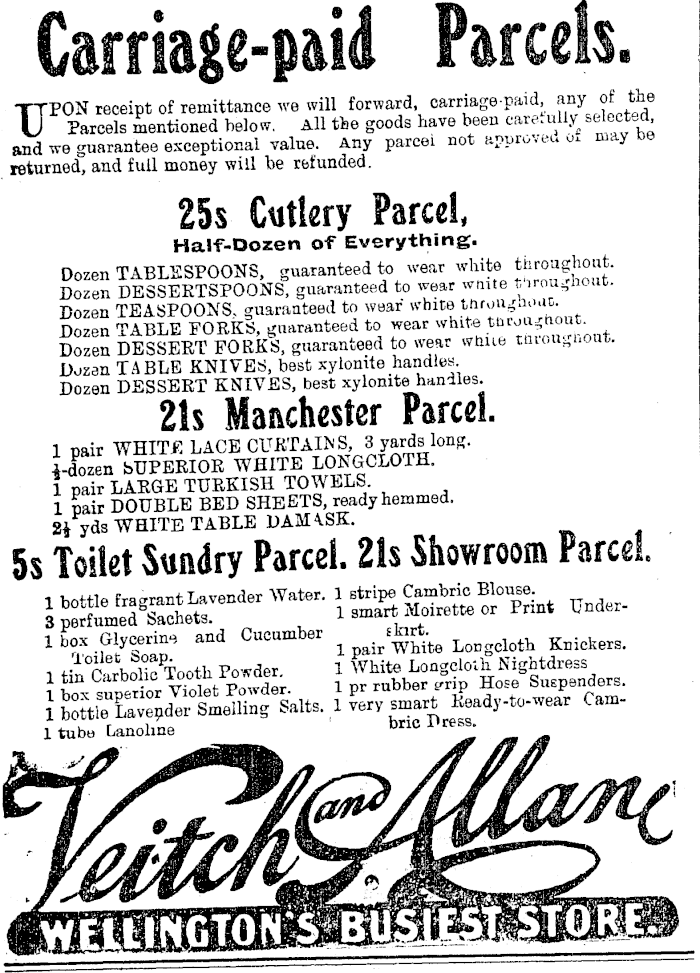 Carriage-paid Parcels.
UPON receipt of remittance we will forward, carriage-paid, any of the
Parcels mentioned below. All the goods have been carefully selected,
and we guarantee exceptional value. Any parcel not approved of may be
returned, and full money will be refunded.
25s Cutlery Parcel,
Half-Dozen of Everything.
Dozen TABLESPOONS, guaranteed to wear white throughout.
Dozen DESSERTSPOONS, guaranteed to wear white throughout.
Dozen TEASPOONS, guaranteed to wear white throughout.
Dozen TABLE FORKS, guaranteed to wear white throughout.
Dozen DESSERT FORKS, guaranteed to wear white throughout.
Dozen TABLE KNIVES, best xylonite handles.
Dozen DESSERT KNIVES, best xylonite handles.
21s Manchester Parcel.
1 pair WHITE LACE CURTAINS, 3 yards long.
½-dozen SUPERIOR WHITE LONGCLOTH.
1 pair LARGE TURKISH TOWELS.
1 pair DOUBLE BED SHEETS, ready hemmed.
2½ yds WHITE TABLE DAMASK.
5s Toilet Sundry Parcel.
1 bottle fragrant Lavender Water.
3 perfumed Sachets.
1 box Glycerine and Cucumber
Toilet Soap.
1 tin Carbolic Tooth Powder.
1 box superior Violet Powder.
1 bottle Lavender Smelling Salts.
1 tube Lanoline
21s Showroom Parcel.
1 stripe Cambric Blouse.
1 smart Moirette or Print Under-
skirt.
1 pair White Longcloth Knickers.
1 White Longcloth Nightdress
1 pr rubber grip Hose Suspenders.
1 very smart Ready-to-wear Cam-
bric Dress.
Veitch and Allan
WELLINGTON'S BUSIEST STORE.